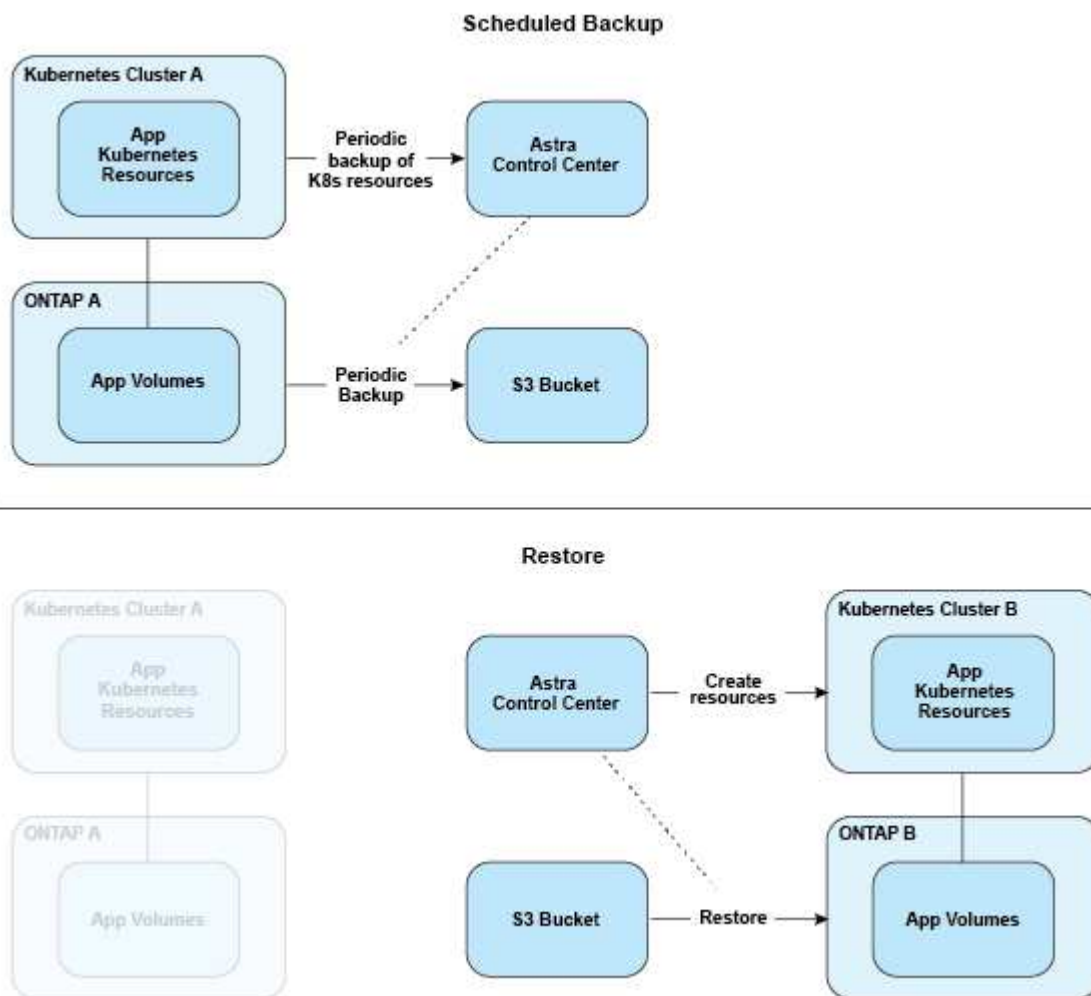 Scheduled Backup
Kubernetes Cluster A
App
Kubernetes
Resources
Periodic
backup of
K8s resources
Astra
Control Center
ONTAP A
App Volumes
Periodic
Backup
S3 Bucket
Restore
Kubernetes Cluster A
App
Kubernetes
Resources
Astra
Control Center
Create
resources
Kubernetes Cluster B
App
Kubernetes
Resources
ONTAP A
App Volumes
S3 Bucket
Restore
ONTAP B
App Volumes